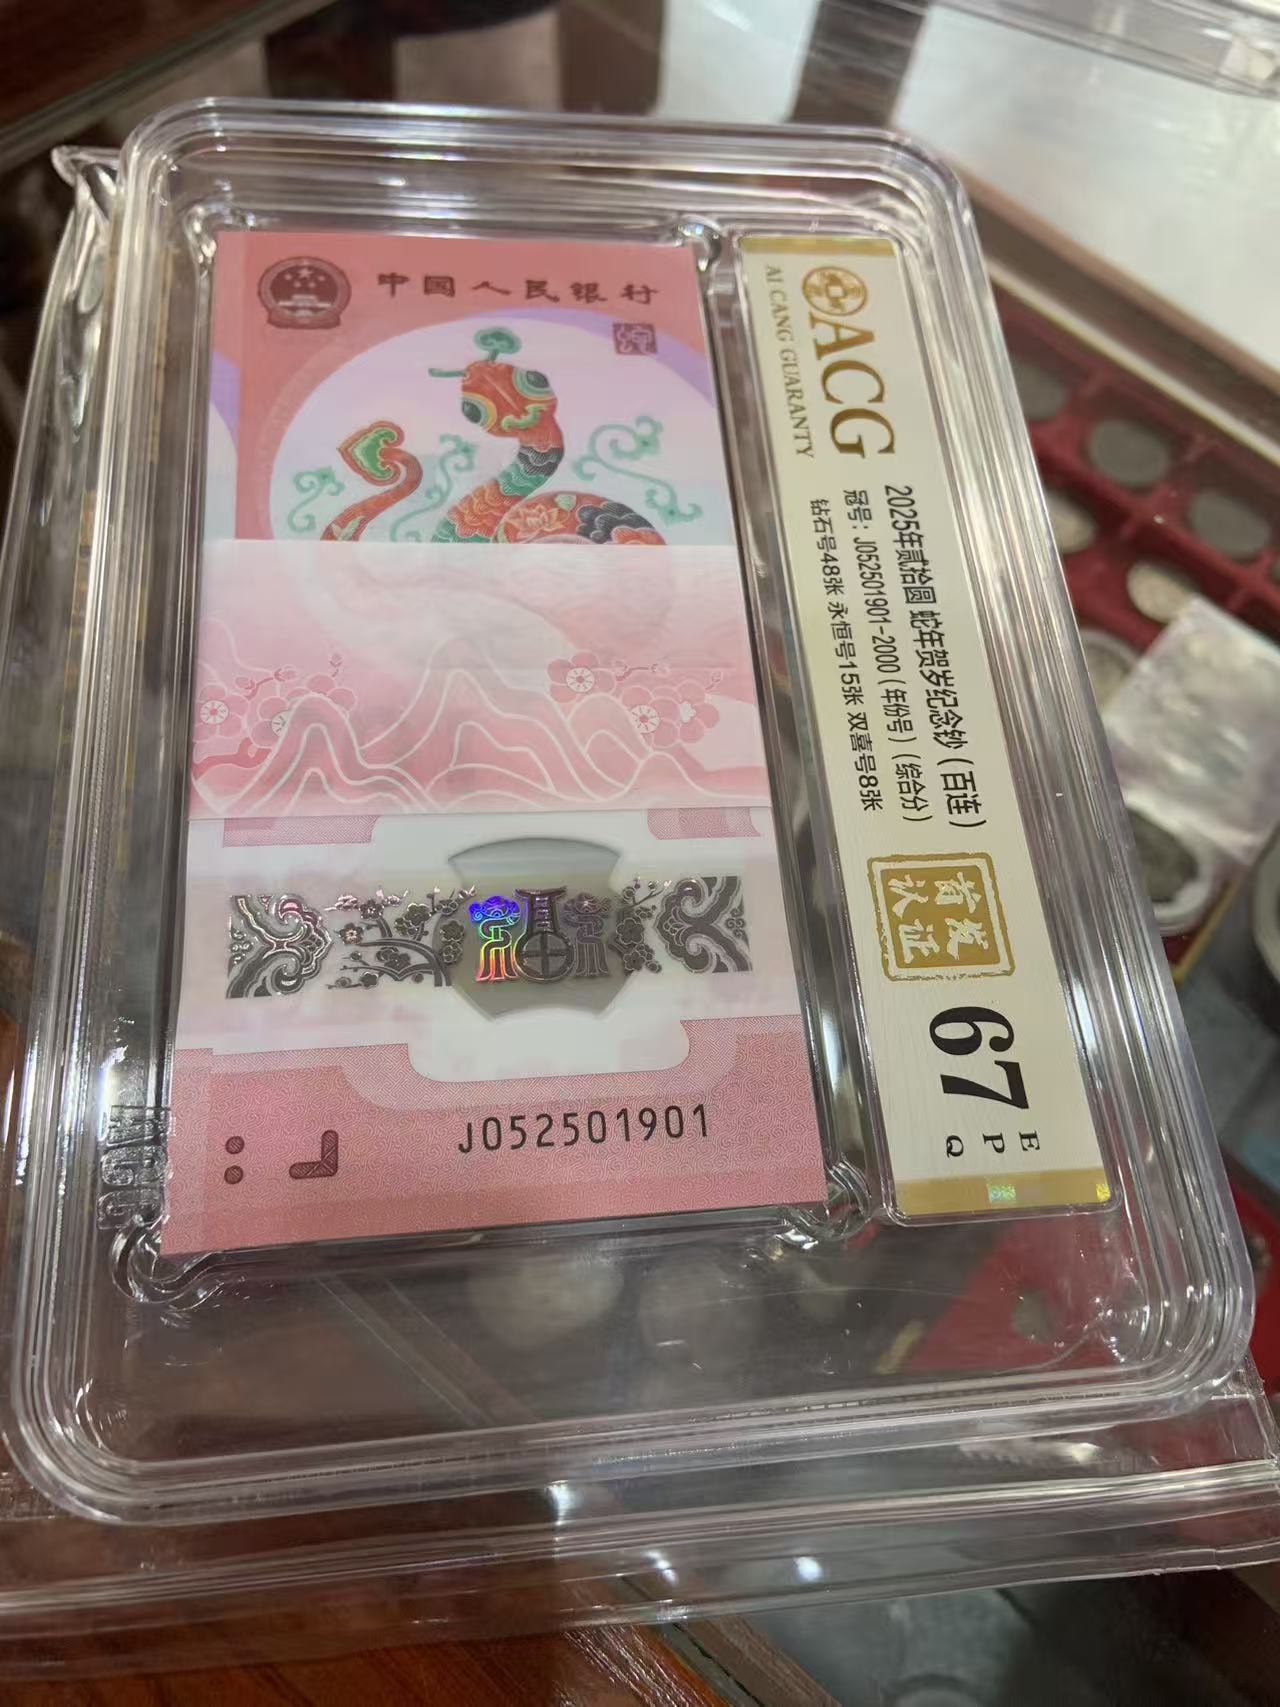 中国人民银行
J052501901
ACG
AI CANG GUARANTY
2025年贰拾圆 蛇年贺岁纪念钞（百连）
冠号：J052501901-2000（年份号）（综合分）
钻石号48张 永恒号15张 双喜号8张
首发
认证
67
E
P
Q
ACG